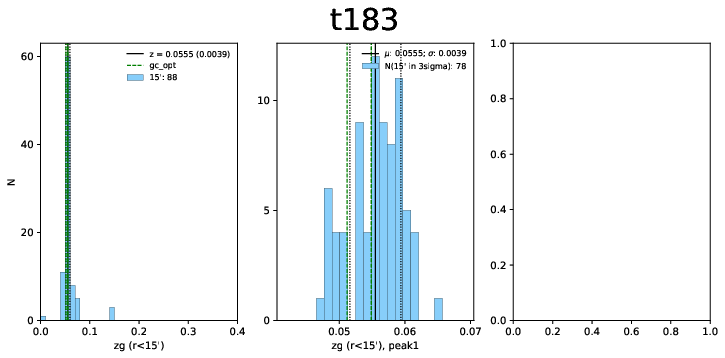 t183
60
40
20
0
N
0.0 0.1 0.2 0.3 0.4
zg (r<15')
z = 0.0555 (0.0039)
gc_opt
15': 88
10
5
0
0.05 0.06 0.07
zg (r<15'), peak1
μ: 0.0555; σ: 0.0039
N(15' in 3sigma): 78
1.0
0.8
0.6
0.4
0.2
0.0
0.0 0.2 0.4 0.6 0.8 1.0